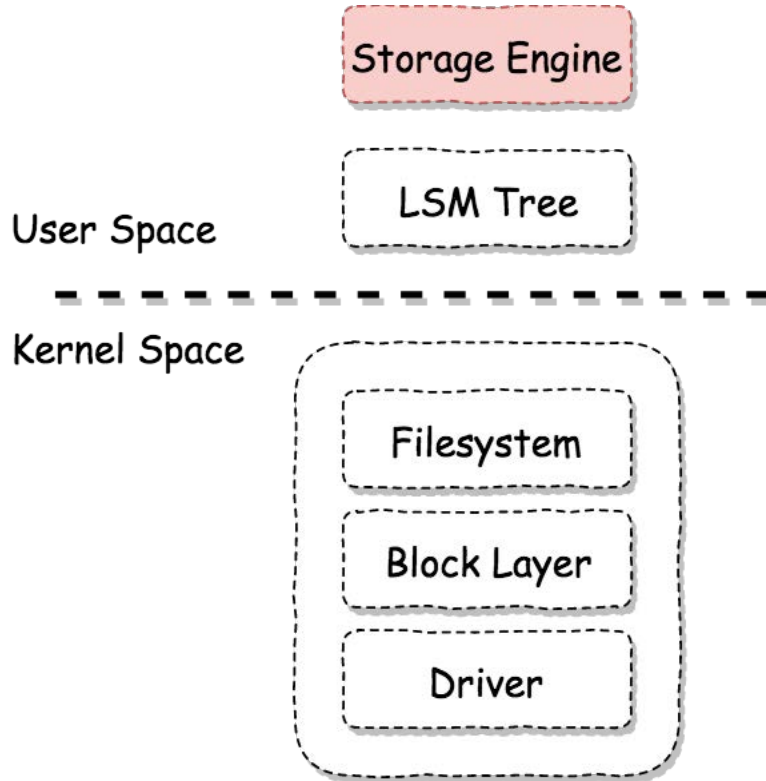 Storage Engine
LSM Tree
User Space
Kernel Space
Filesystem
Block Layer
Driver